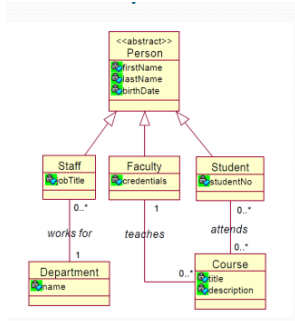 <<abstract>>
Person
firstName
lastName
birthDate
Staff
Faculty
Student
jobTitle
credentials
studentNo
0..*
1
0..*
works for
teaches
attends
1
0..*
0..*
Department
Course
name
title
description